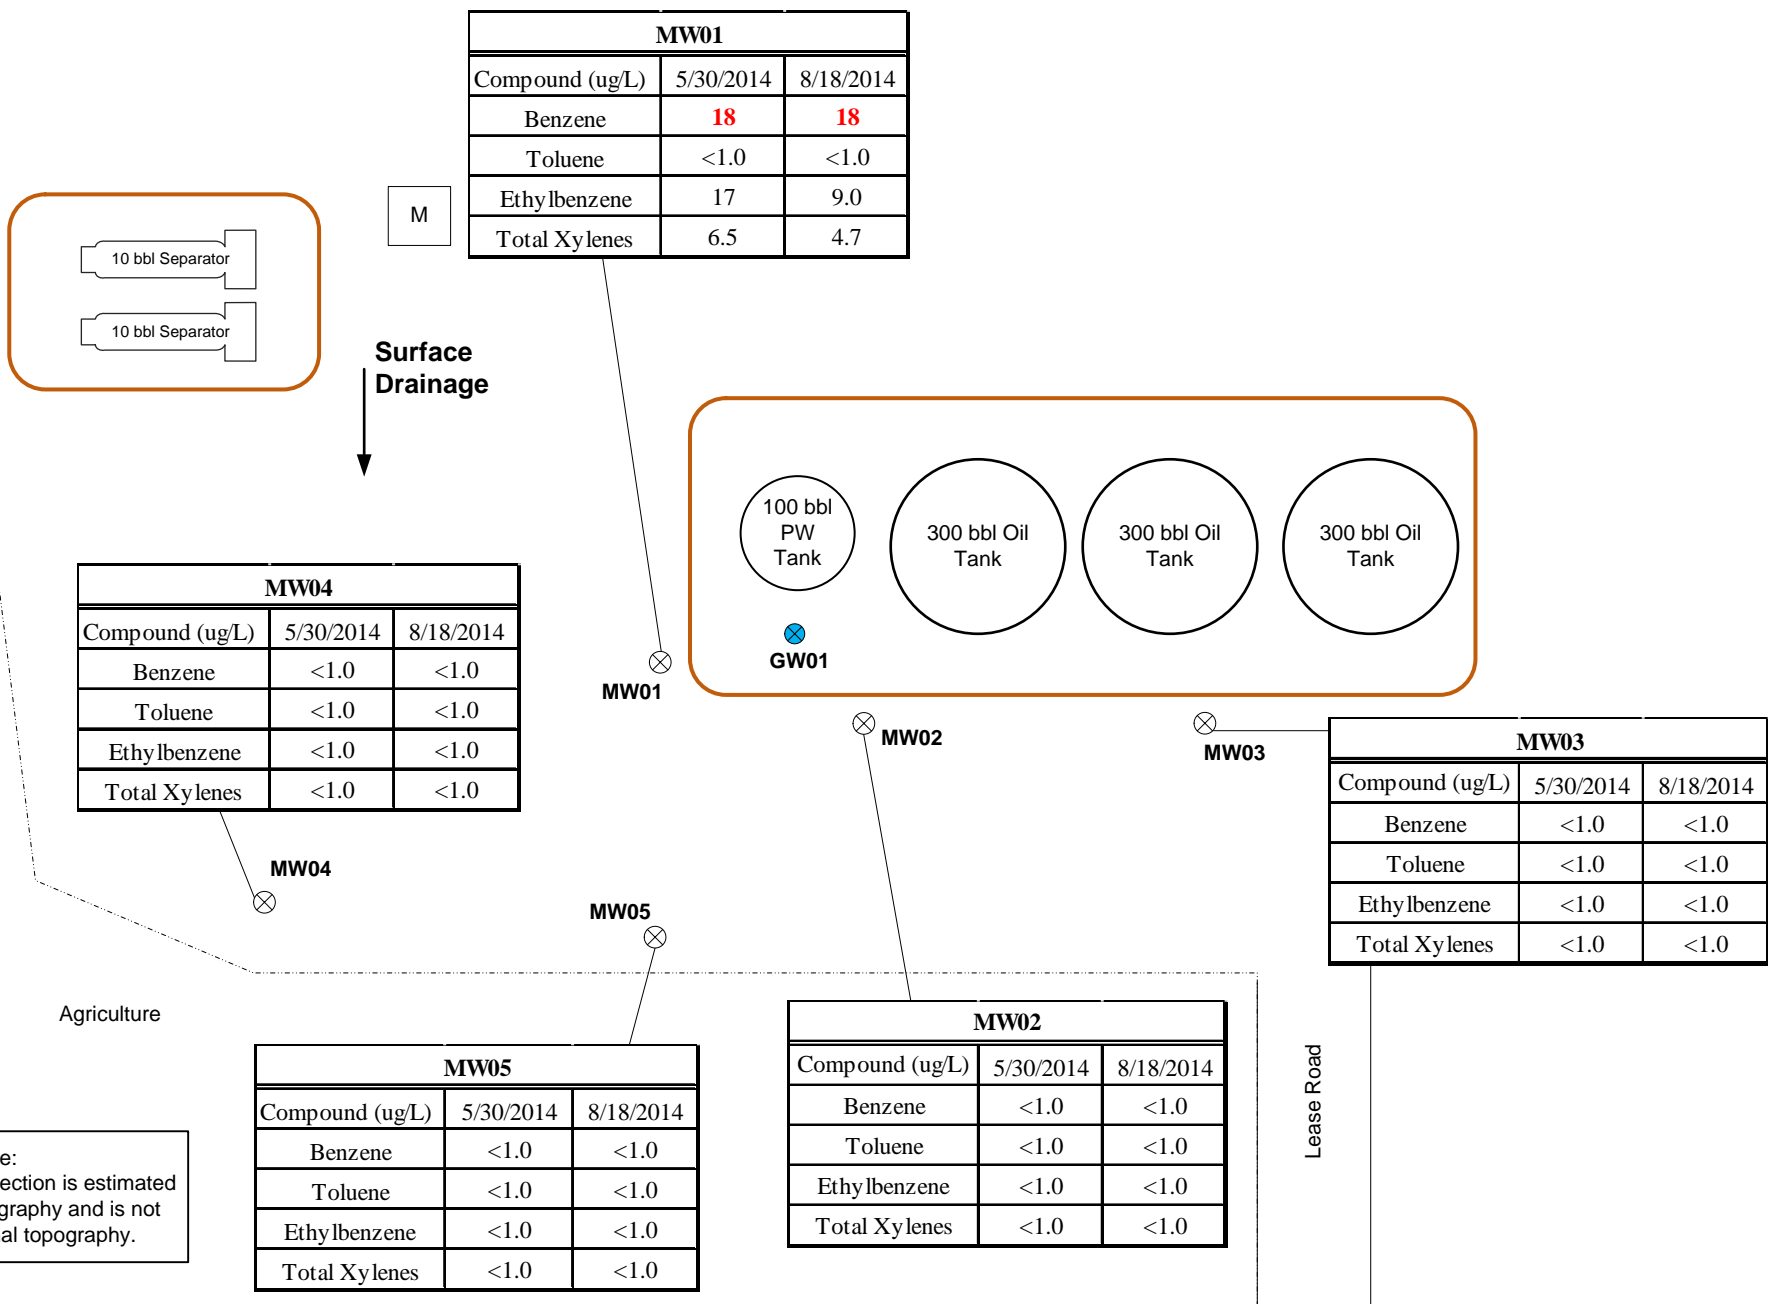 MW01
Compound (ug/L) 5/30/2014 8/18/2014
Benzene 18 18
Toluene <1.0 <1.0
Ethylbenzene 17 9.0
Total Xylenes 6.5 4.7
M
10 bbl Separator
10 bbl Separator
Surface
Drainage
100 bbl
PW
Tank
300 bbl Oil
Tank
300 bbl Oil
Tank
300 bbl Oil
Tank
GW01
MW01
MW02
MW03
MW04
Compound (ug/L) 5/30/2014 8/18/2014
Benzene <1.0 <1.0
Toluene <1.0 <1.0
Ethylbenzene <1.0 <1.0
Total Xylenes <1.0 <1.0
MW04
MW05
MW03
Compound (ug/L) 5/30/2014 8/18/2014
Benzene <1.0 <1.0
Toluene <1.0 <1.0
Ethylbenzene <1.0 <1.0
Total Xylenes <1.0 <1.0
Agriculture
MW05
Compound (ug/L) 5/30/2014 8/18/2014
Benzene <1.0 <1.0
Toluene <1.0 <1.0
Ethylbenzene <1.0 <1.0
Total Xylenes <1.0 <1.0
MW02
Compound (ug/L) 5/30/2014 8/18/2014
Benzene <1.0 <1.0
Toluene <1.0 <1.0
Ethylbenzene <1.0 <1.0
Total Xylenes <1.0 <1.0
Lease Road
e:
ection is estimated
graphy and is not
al topography.